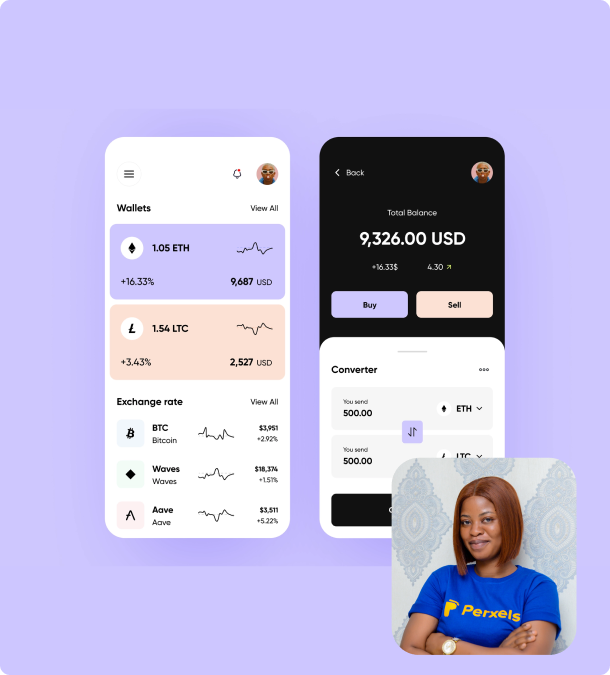 Wallets
View All
1.05 ETH
+16.33%
9,687 USD
1.54 LTC
+3.43%
2,527 USD
Exchange rate
View All
BTC
Bitcoin
$3,951
+2.92%
Waves
Waves
$18,374
+1.51%
Aave
Aave
$3,511
+5.22%
Back
Total Balance
9,326.00 USD
+16.33$
4.30
Buy
Sell
Converter
You send
500.00
ETH
You send
500.00
LTC
Perxels